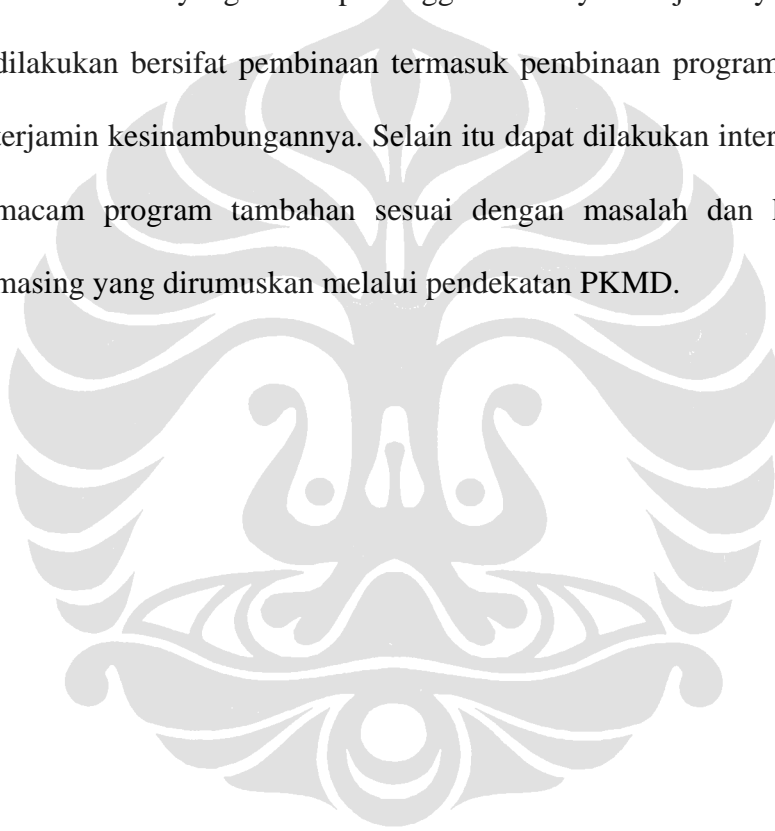 dilakukan bersifat pembinaan termasuk pembinaan program
terjamin kesinambungannya. Selain itu dapat dilakukan inter
macam program tambahan sesuai dengan masalah dan
masing yang dirumuskan melalui pendekatan PKMD.